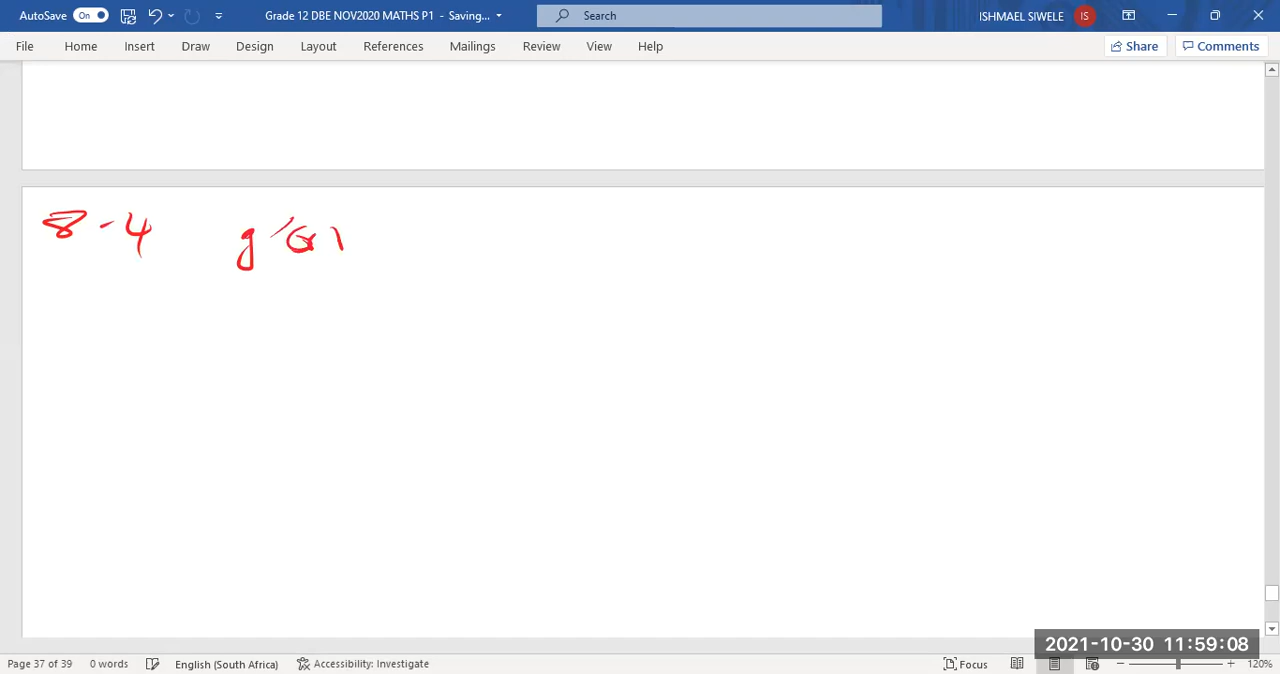 AutoSave On Grade 12 DBE NOV2020 MATHS P1 - Saving... Search ISHMAEL SIWELE IS
File Home Insert Draw Design Layout References Mailings Review View Help Share Comments
8-4 g'(x)
2021-10-30 11:59:08
Page 37 of 39 0 words English (South Africa) Accessibility: Investigate Focus 120%